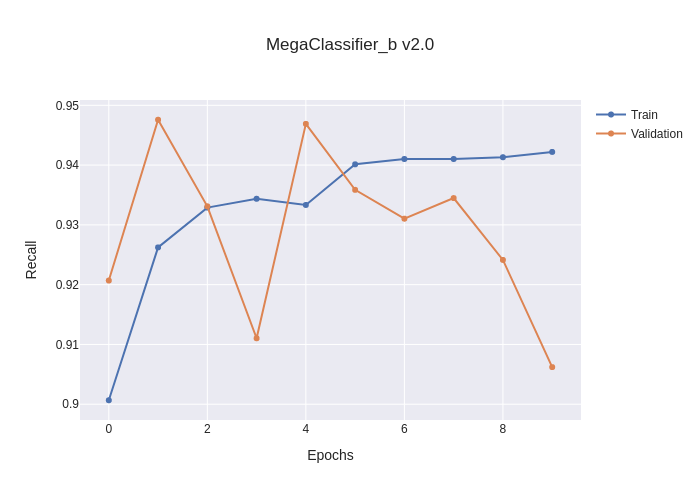 MegaClassifier_b v2.0
Train
Validation
0.95
0.94
0.93
0.92
0.91
0.9
Recall
0 2 4 6 8
Epochs